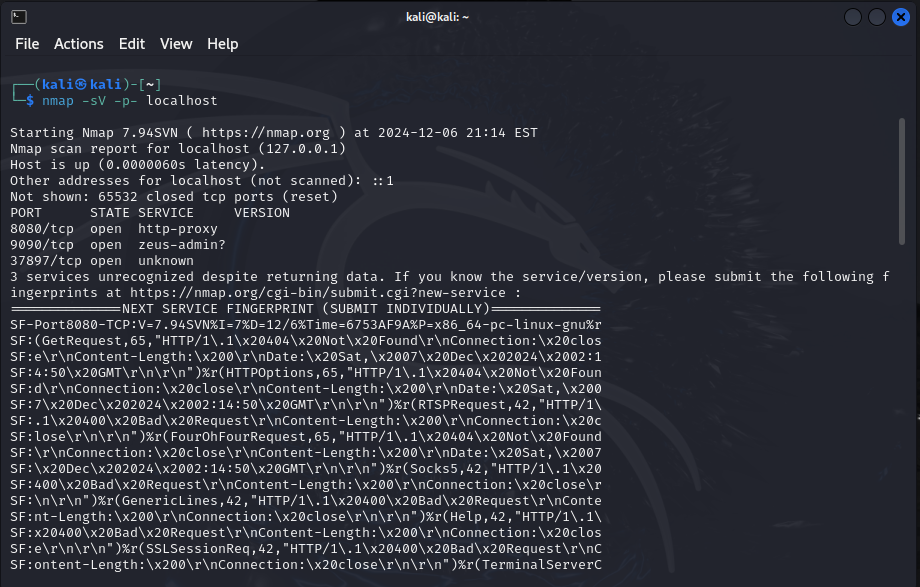 kali@kali: ~
File Actions Edit View Help
┌──(kali㉿kali)-[~]
└─$ nmap -sV -p- localhost
Starting Nmap 7.94SVN ( https://nmap.org ) at 2024-12-06 21:14 EST
Nmap scan report for localhost (127.0.0.1)
Host is up (0.0000060s latency).
Other addresses for localhost (not scanned): ::1
Not shown: 65532 closed tcp ports (reset)
PORT      STATE SERVICE     VERSION
8080/tcp  open  http-proxy
9090/tcp  open  zeus-admin?
37897/tcp open  unknown
3 services unrecognized despite returning data. If you know the service/version, please submit the following f
ingerprints at https://nmap.org/cgi-bin/submit.cgi?new-service :
==============NEXT SERVICE FINGERPRINT (SUBMIT INDIVIDUALLY)==============
SF-Port8080-TCP:V=7.94SVN%I=7%D=12/6%Time=6753AF9A%P=x86_64-pc-linux-gnu%r
SF:(GetRequest,65,"HTTP/1\.1\x20404\x20Not\x20Found\r\nConnection:\x20clos
SF:e\r\nContent-Length:\x200\r\nDate:\x20Sat,\x2007\x20Dec\x202024\x2002:1
SF:4:50\x20GMT\r\n\r\n")%r(HTTPOptions,65,"HTTP/1\.1\x20404\x20Not\x20Foun
SF:d\r\nConnection:\x20close\r\nContent-Length:\x200\r\nDate:\x20Sat,\x200
SF:7\x20Dec\x202024\x2002:14:50\x20GMT\r\n\r\n")%r(RTSPRequest,42,"HTTP/1\
SF:.1\x20400\x20Bad\x20Request\r\nContent-Length:\x200\r\nConnection:\x20c
SF:lose\r\n\r\n")%r(FourOhFourRequest,65,"HTTP/1\.1\x20404\x20Not\x20Found
SF:\r\nConnection:\x20close\r\nContent-Length:\x200\r\nDate:\x20Sat,\x2007
SF:\x20Dec\x202024\x2002:14:50\x20GMT\r\n\r\n")%r(Socks5,42,"HTTP/1\.1\x20
SF:400\x20Bad\x20Request\r\nContent-Length:\x200\r\nConnection:\x20close\r
SF:\n\r\n")%r(GenericLines,42,"HTTP/1\.1\x20400\x20Bad\x20Request\r\nConte
SF:nt-Length:\x200\r\nConnection:\x20close\r\n\r\n")%r(Help,42,"HTTP/1\.1\
SF:x20400\x20Bad\x20Request\r\nContent-Length:\x200\r\nConnection:\x20clos
SF:e\r\n\r\n")%r(SSLSessionReq,42,"HTTP/1\.1\x20400\x20Bad\x20Request\r\nC
SF:ontent-Length:\x200\r\nConnection:\x20close\r\n\r\n")%r(TerminalServerC